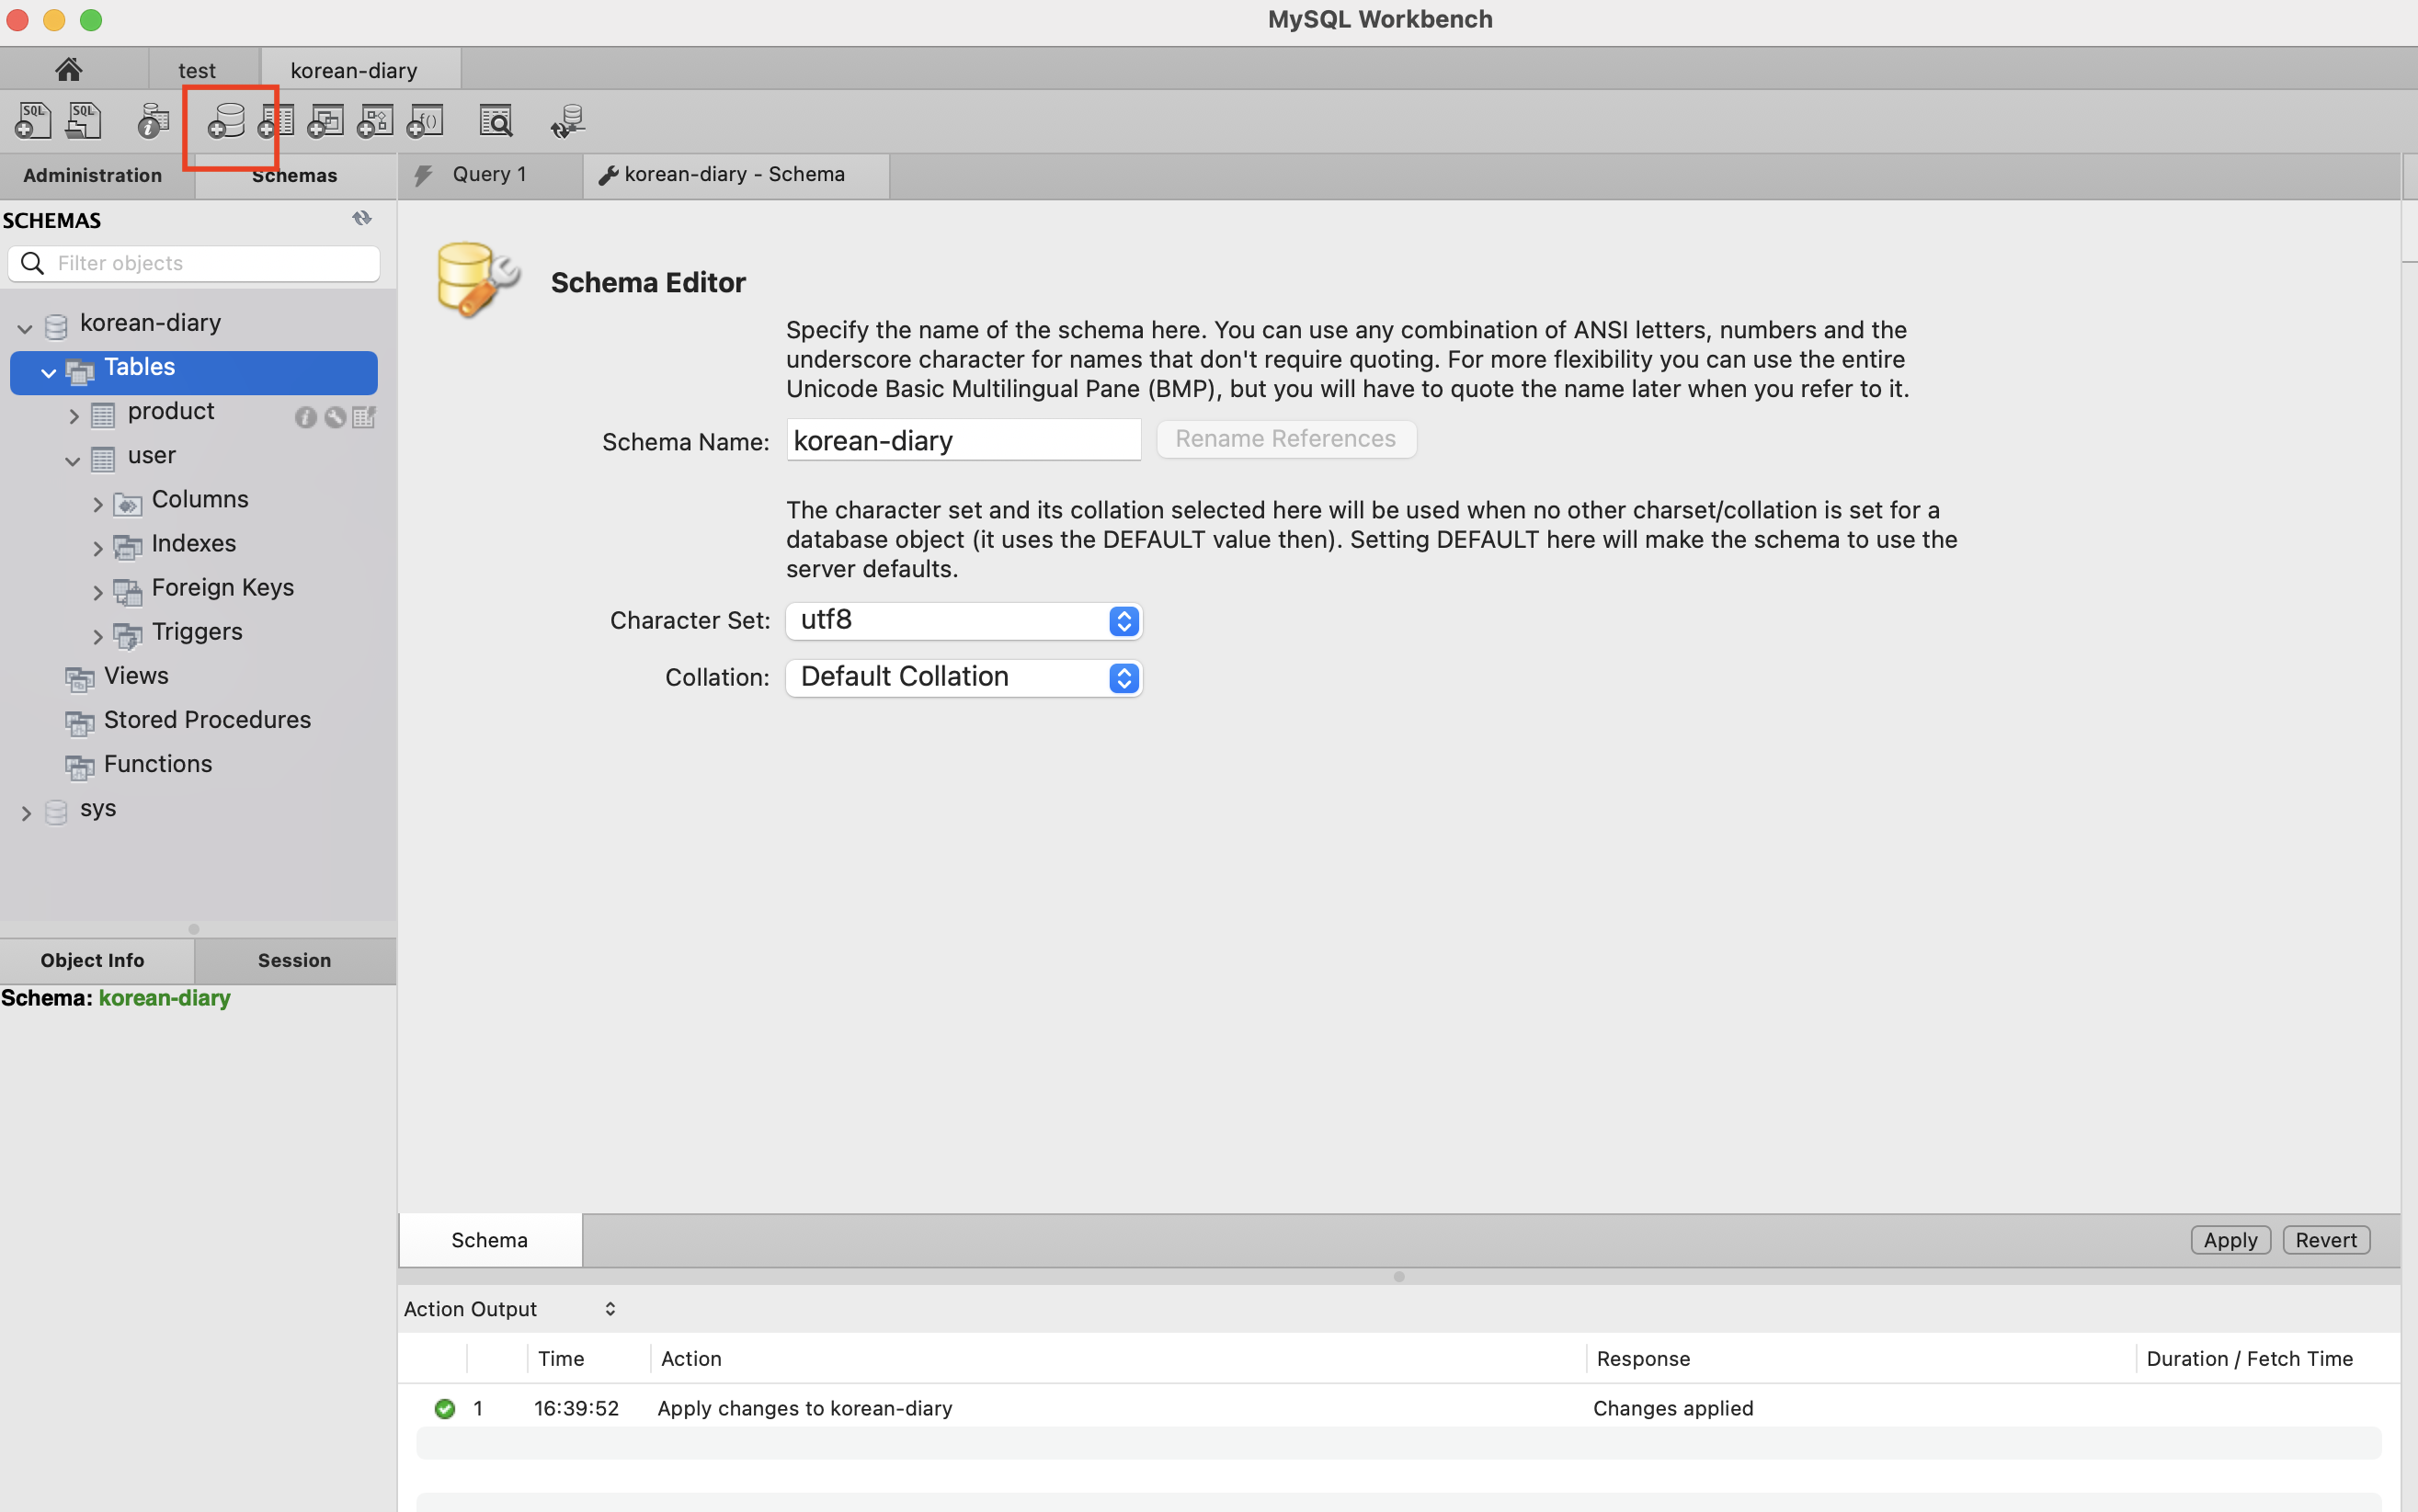 MySQL Workbench
test
korean-diary
SQL
SQL
f()
Administration
Schemas
Query 1
korean-diary - Schema
SCHEMAS
Filter objects
korean-diary
Tables
product
user
Columns
Indexes
Foreign Keys
Triggers
Views
Stored Procedures
Functions
sys
Object Info
Session
Schema: korean-diary
Schema Editor
Specify the name of the schema here. You can use any combination of ANSI letters, numbers and the
underscore character for names that don't require quoting. For more flexibility you can use the entire
Unicode Basic Multilingual Pane (BMP), but you will have to quote the name later when you refer to it.
Schema Name: korean-diary
Rename References
The character set and its collation selected here will be used when no other charset/collation is set for a
database object (it uses the DEFAULT value then). Setting DEFAULT here will make the schema to use the
server defaults.
Character Set: utf8
Collation: Default Collation
Schema
Apply
Revert
Action Output
Time Action Response Duration / Fetch Time
1 16:39:52 Apply changes to korean-diary Changes applied